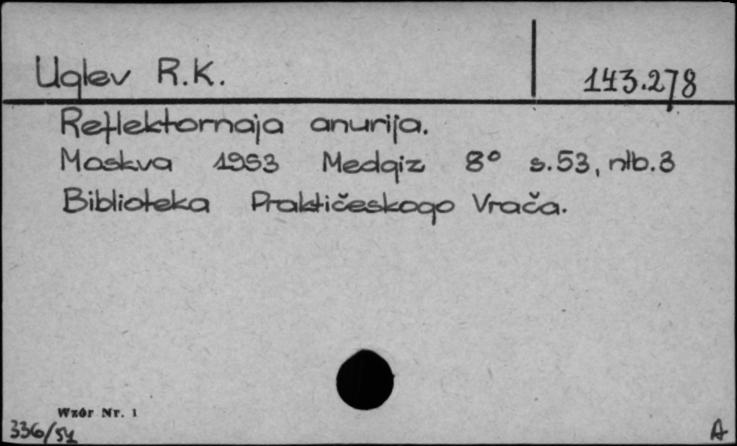 Uglev R.K.
143.278
Reflektornaja anurija.
Moskva 1953 Medgiz 8° s.53, nlb.3
Biblioteka Praktičeskogo Vrača.
Wzór Nr. 1
336/54
A